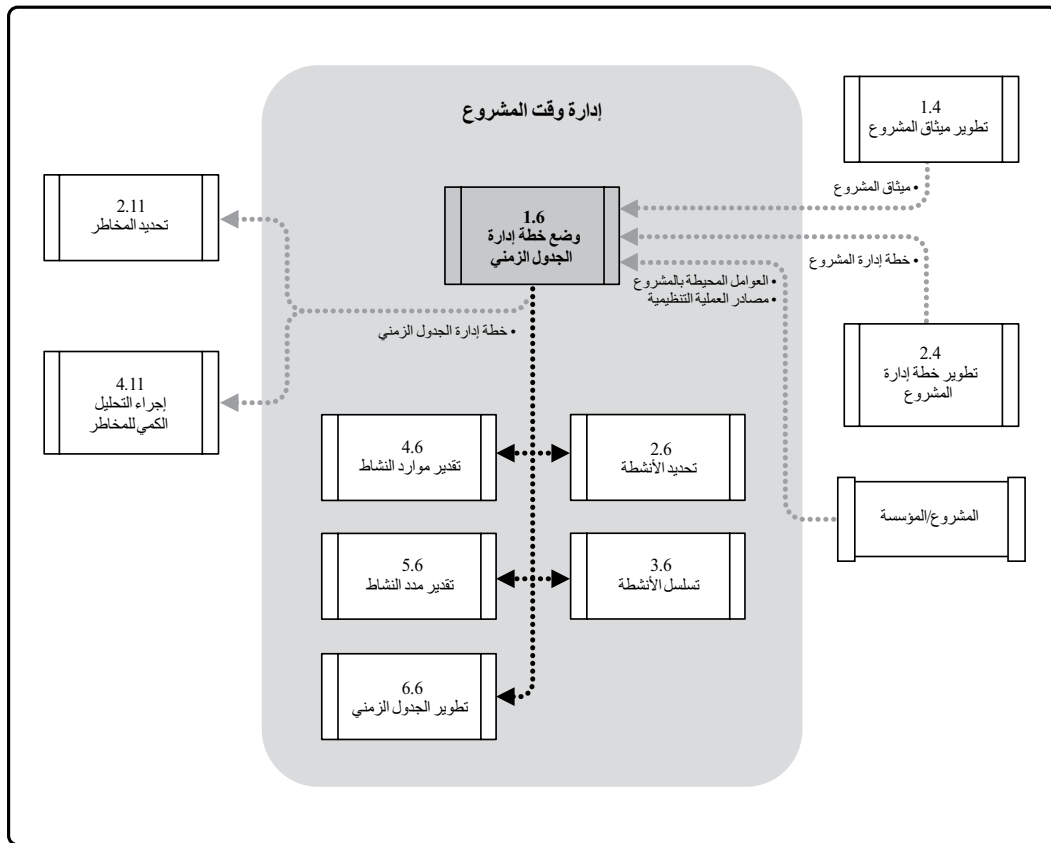 إدارة وقت المشروع
1.4
تطوير ميثاق المشروع
• ميثاق المشروع
1.6
وضع خطة إدارة
الجدول الزمني
2.11
تحديد المخاطر
• خطة إدارة المشروع
• العوامل المحيطة بالمشروع
• مصادر العملية التنظيمية
• خطة إدارة الجدول الزمني
2.4
تطوير خطة إدارة
المشروع
4.11
إجراء التحليل
الكمي للمخاطر
2.6
تحديد الأنشطة
4.6
تقدير موارد النشاط
المشروع/المؤسسة
3.6
تسلسل الأنشطة
5.6
تقدير مدد النشاط
6.6
تطوير الجدول الزمني